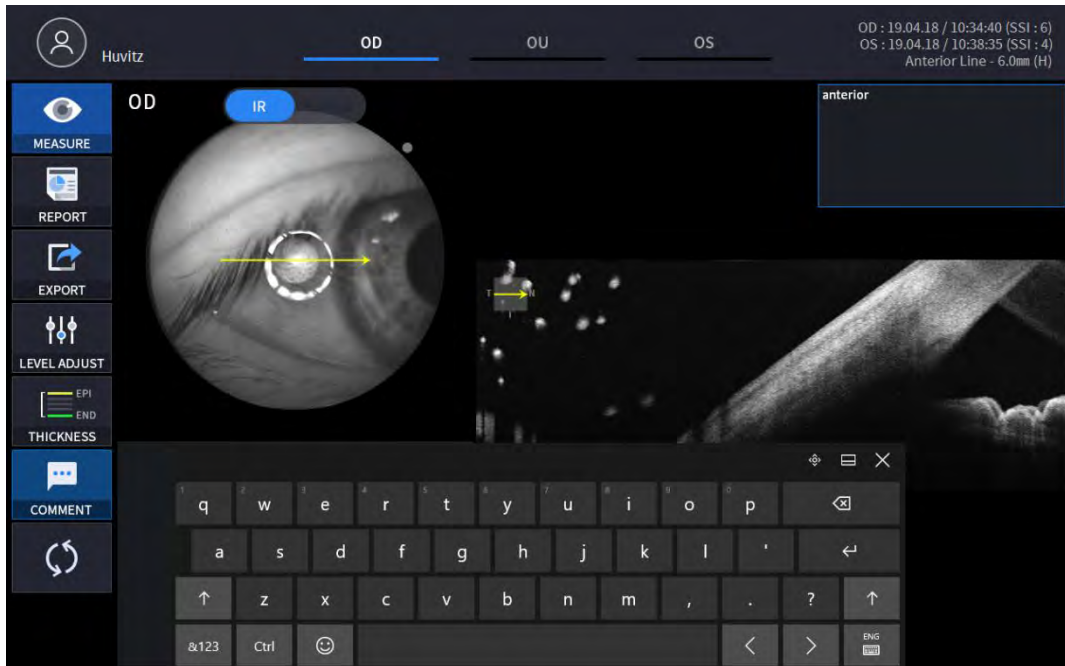 Huvitz
OD
OU
OS
OD : 19.04.18 / 10:34:40 (SSI : 6)
OS : 19.04.18 / 10:38:35 (SSI : 4)
Anterior Line - 6.0㎜ (H)
MEASURE
REPORT
EXPORT
LEVEL ADJUST
EPI
END
THICKNESS
COMMENT
OD
IR
anterior
T N
I
1 2 3 4 5 6 7 8 9 0
q w e r t y u i o p
a s d f g h j k l '
z x c v b n m , . ?
&123 Ctrl ENG